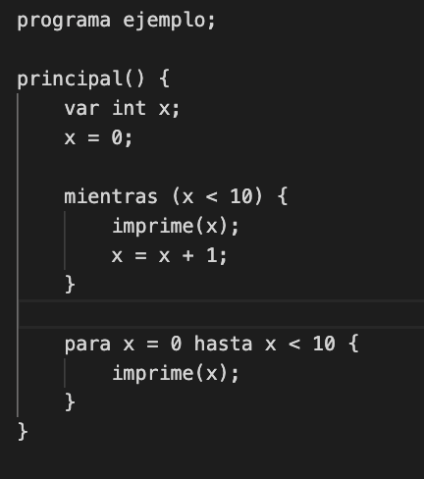 programa ejemplo;
principal() {
var int x;
x = 0;
mientras (x < 10) {
imprime(x);
x = x + 1;
}
para x = 0 hasta x < 10 {
imprime(x);
}
}